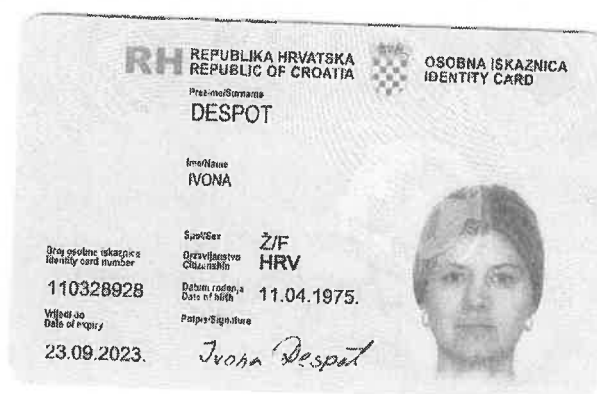 RH REPUBLIKA HRVATSKA
REPUBLIC OF CROATIA
OSOBNA ISKAZNICA
IDENTITY CARD
Prezime/Surname
DESPOT
Ime/Name
IVONA
Spol/Sex
Ž/F
Državljanstvo
Citizenship
HRV
Broj osobne iskaznice
Identity card number
110328928
Datum rođenja
Date of birth
11.04.1975.
Vrijedi do
Date of expiry
23.09.2023.
Potpis/Signature
Ivona Despot